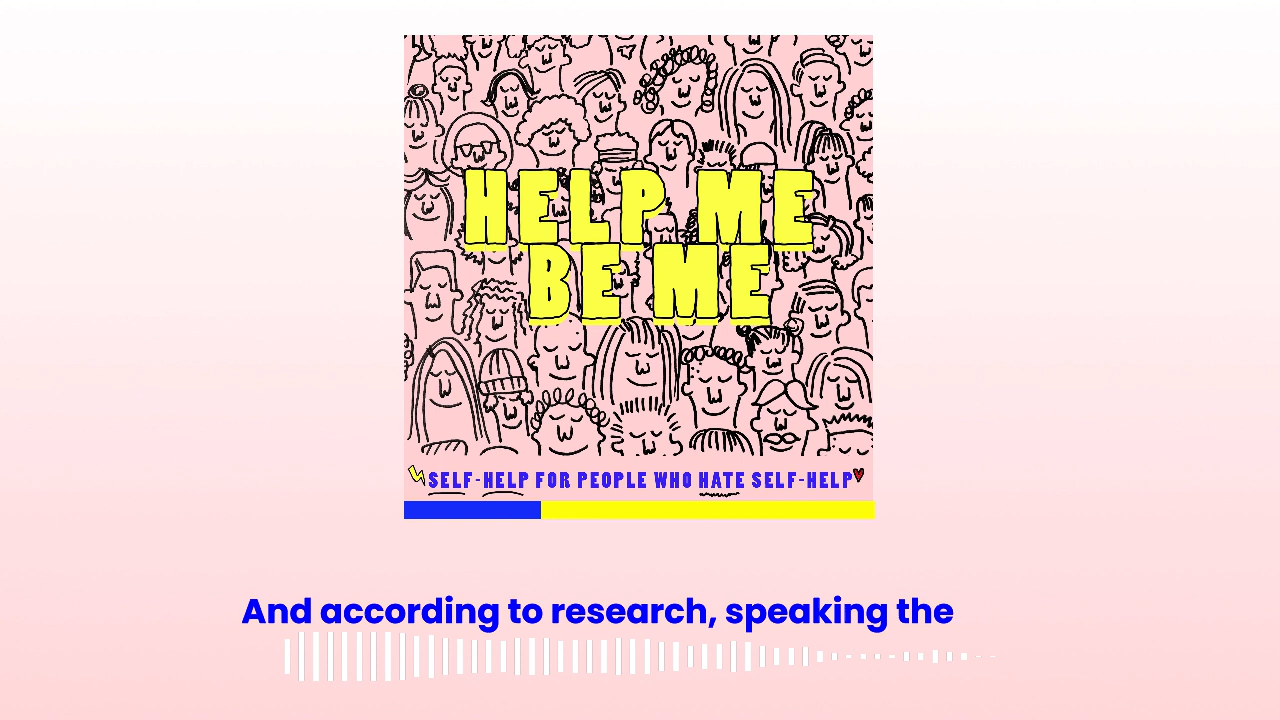 HELP ME
BE ME
SELF-HELP FOR PEOPLE WHO HATE SELF-HELP
And according to research, speaking the